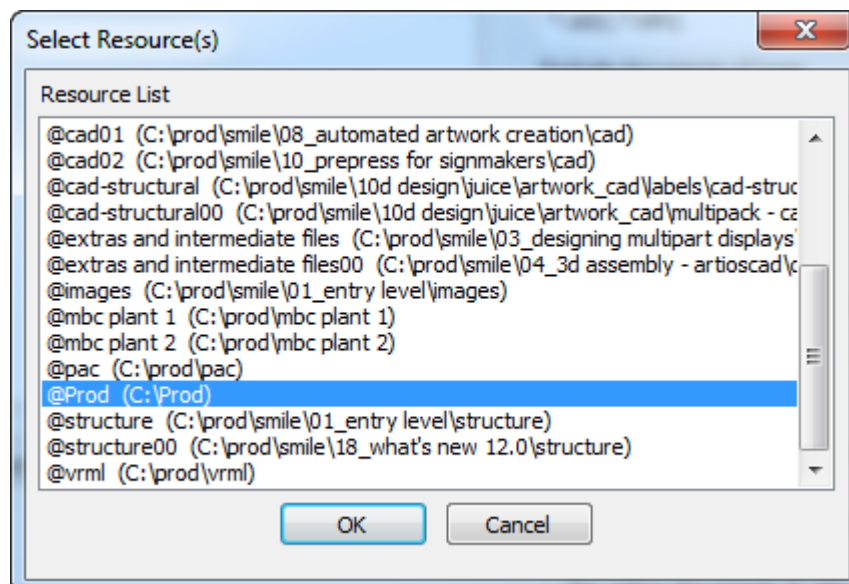 Select Resource(s)
Resource List
@cad01 (C:\prod\smile\08_automated artwork creation\cad)
@cad02 (C:\prod\smile\10_prepress for signmakers\cad)
@cad-structural (C:\prod\smile\10d design\juice\artwork_cad\labels\cad-struc
@cad-structural00 (C:\prod\smile\10d design\juice\artwork_cad\multipack - ca
@extras and intermediate files (C:\prod\smile\03_designing multipart displays\
@extras and intermediate files00 (C:\prod\smile\04_3d assembly - artioscad\
@images (C:\prod\smile\01_entry level\images)
@mbc plant 1 (C:\prod\mbc plant 1)
@mbc plant 2 (C:\prod\mbc plant 2)
@pac (C:\prod\pac)
@Prod (C:\Prod)
@structure (C:\prod\smile\01_entry level\structure)
@structure00 (C:\prod\smile\18_what's new 12.0\structure)
@vrml (C:\prod\vrml)
OK Cancel